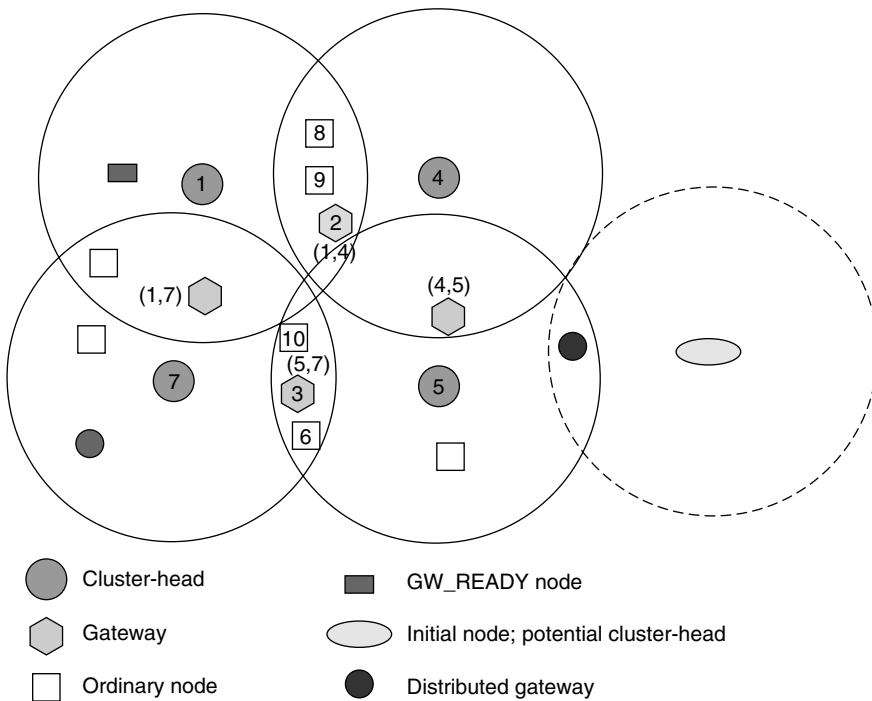 8
1
9
4
2
(1,4)
(1,7)
(4,5)
10
(5,7)
7
3
5
6
Cluster-head
GW_READY node
Gateway
Initial node; potential cluster-head
Ordinary node
Distributed gateway